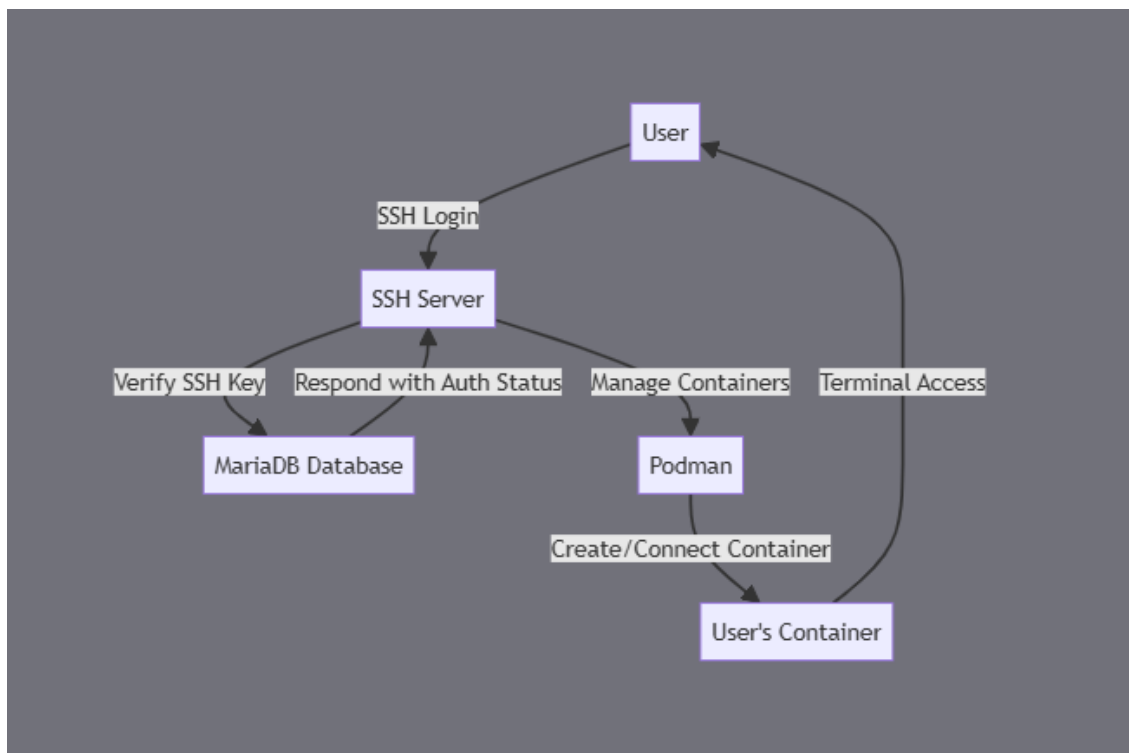 User
SSH Login
SSH Server
Verify SSH Key
Respond with Auth Status
Manage Containers
Terminal Access
MariaDB Database
Podman
Create/Connect Container
User's Container